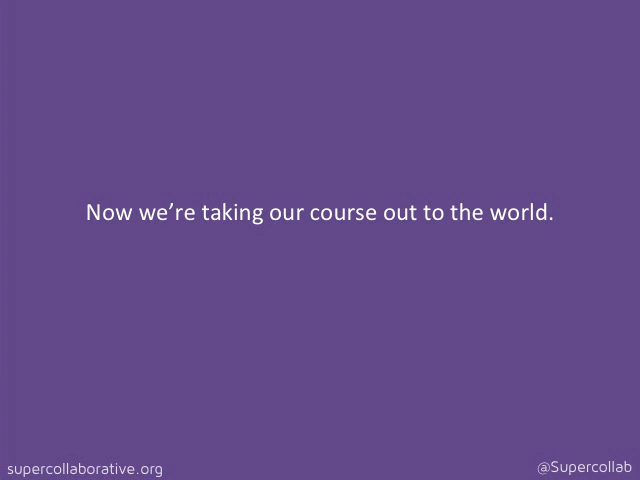 Now we’re taking our course out to the world.
supercollaborative.org
@Supercollab